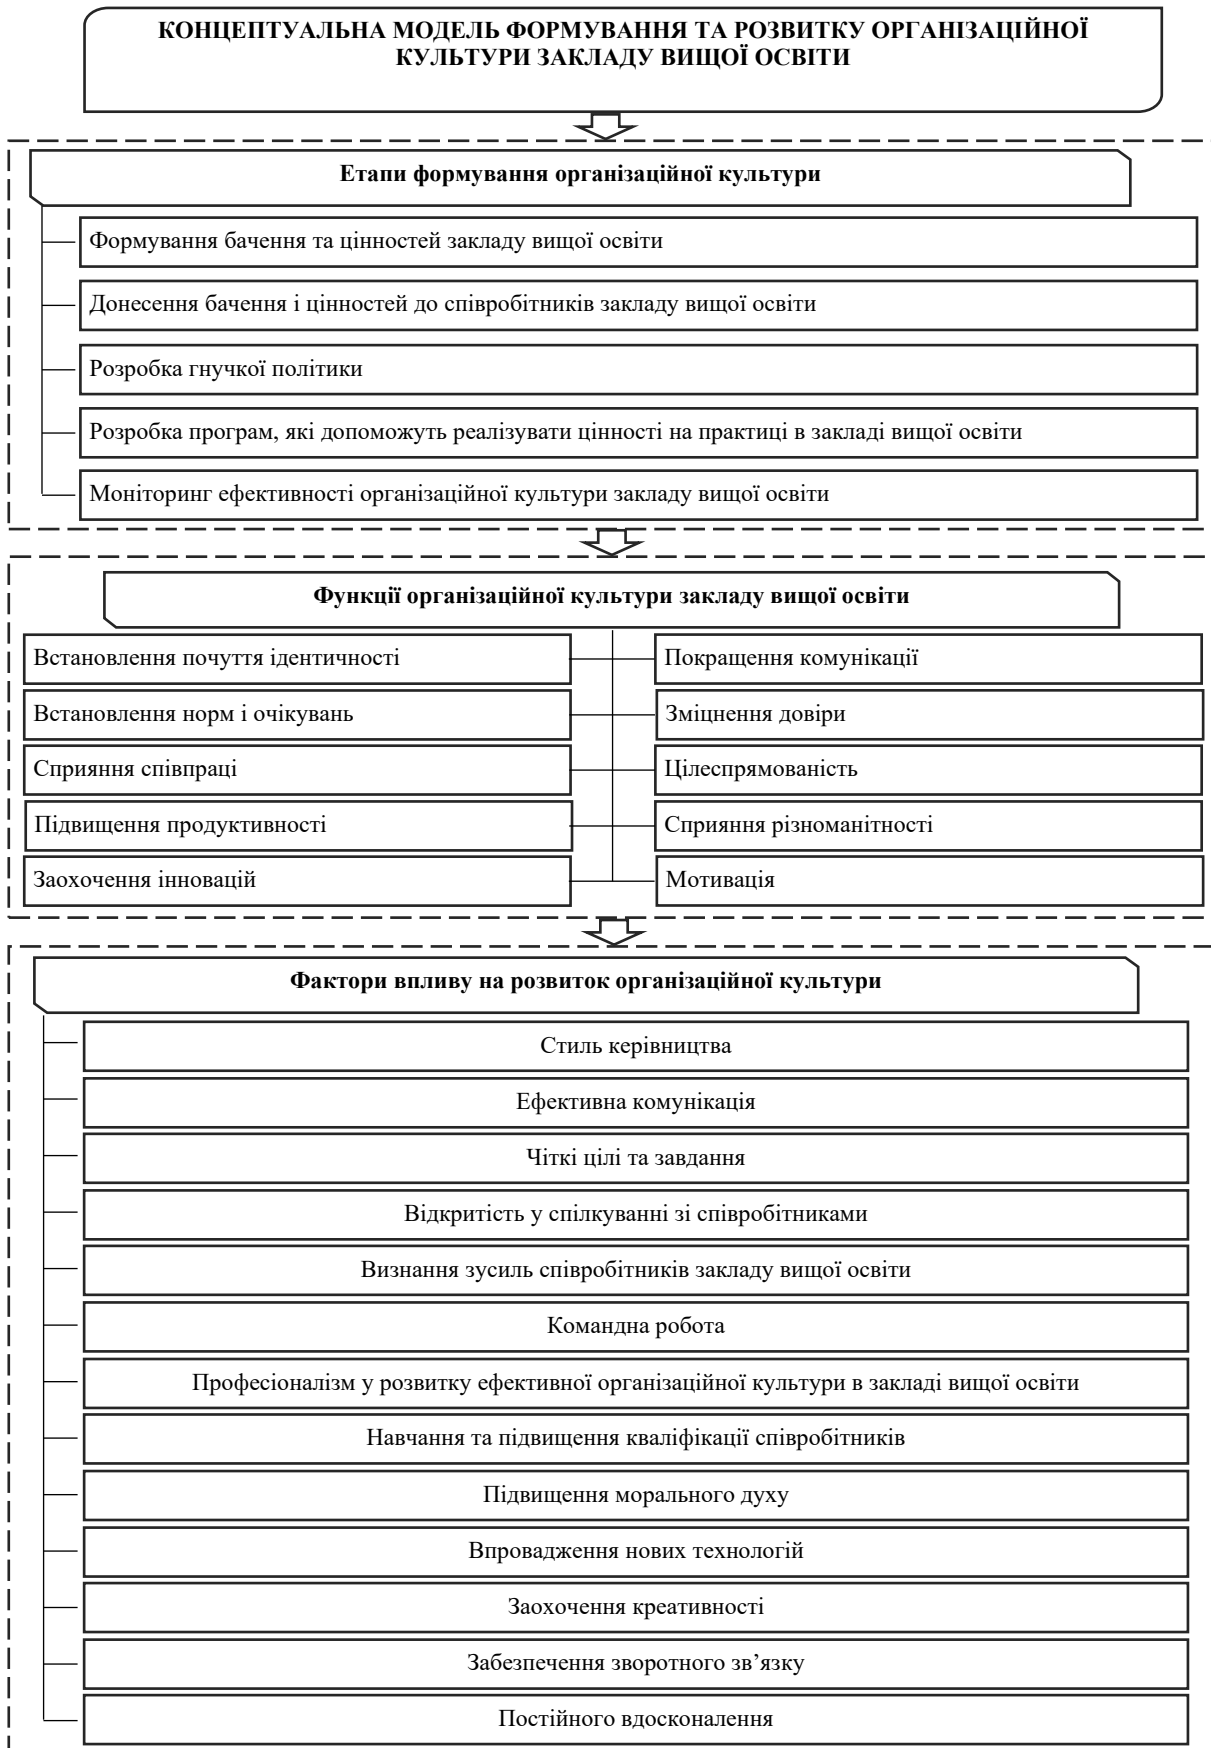 КОНЦЕПТУАЛЬНА МОДЕЛЬ ФОРМУВАННЯ ТА РОЗВИТКУ ОРГАНІЗАЦІЙНОЇ
КУЛЬТУРИ ЗАКЛАДУ ВИЩОЇ ОСВІТИ
Етапи формування організаційної культури
Формування бачення та цінностей закладу вищої освіти
Донесення бачення і цінностей до співробітників закладу вищої освіти
Розробка гнучкої політики
Розробка програм, які допоможуть реалізувати цінності на практиці в закладі вищої освіти
Моніторинг ефективності організаційної культури закладу вищої освіти
Функції організаційної культури закладу вищої освіти
Встановлення почуття ідентичності
Покращення комунікації
Встановлення норм і очікувань
Зміцнення довіри
Сприяння співпраці
Цілеспрямованість
Підвищення продуктивності
Сприяння різноманітності
Заохочення інновацій
Мотивація
Фактори впливу на розвиток організаційної культури
Стиль керівництва
Ефективна комунікація
Чіткі цілі та завдання
Відкритість у спілкуванні зі співробітниками
Визнання зусиль співробітників закладу вищої освіти
Командна робота
Професіоналізм у розвитку ефективної організаційної культури в закладі вищої освіти
Навчання та підвищення кваліфікації співробітників
Підвищення морального духу
Впровадження нових технологій
Заохочення креативності
Забезпечення зворотного зв’язку
Постійного вдосконалення